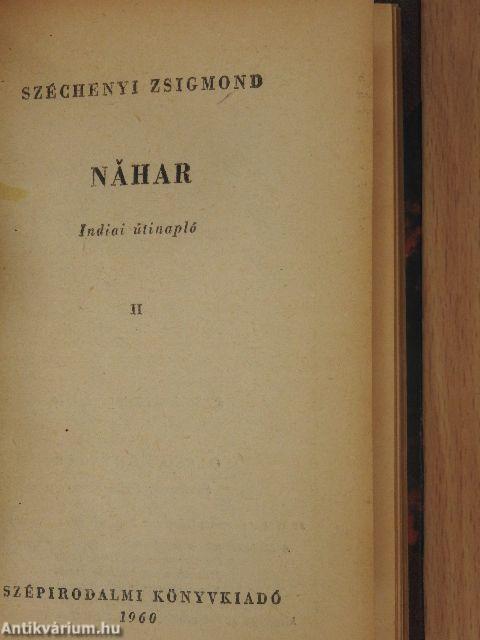 SZÉCHENYI ZSIGMOND
NĂHAR
Indiai útinapló
II
SZÉPIRODALMI KÖNYVKIADÓ
1960
Antikvárium.hu